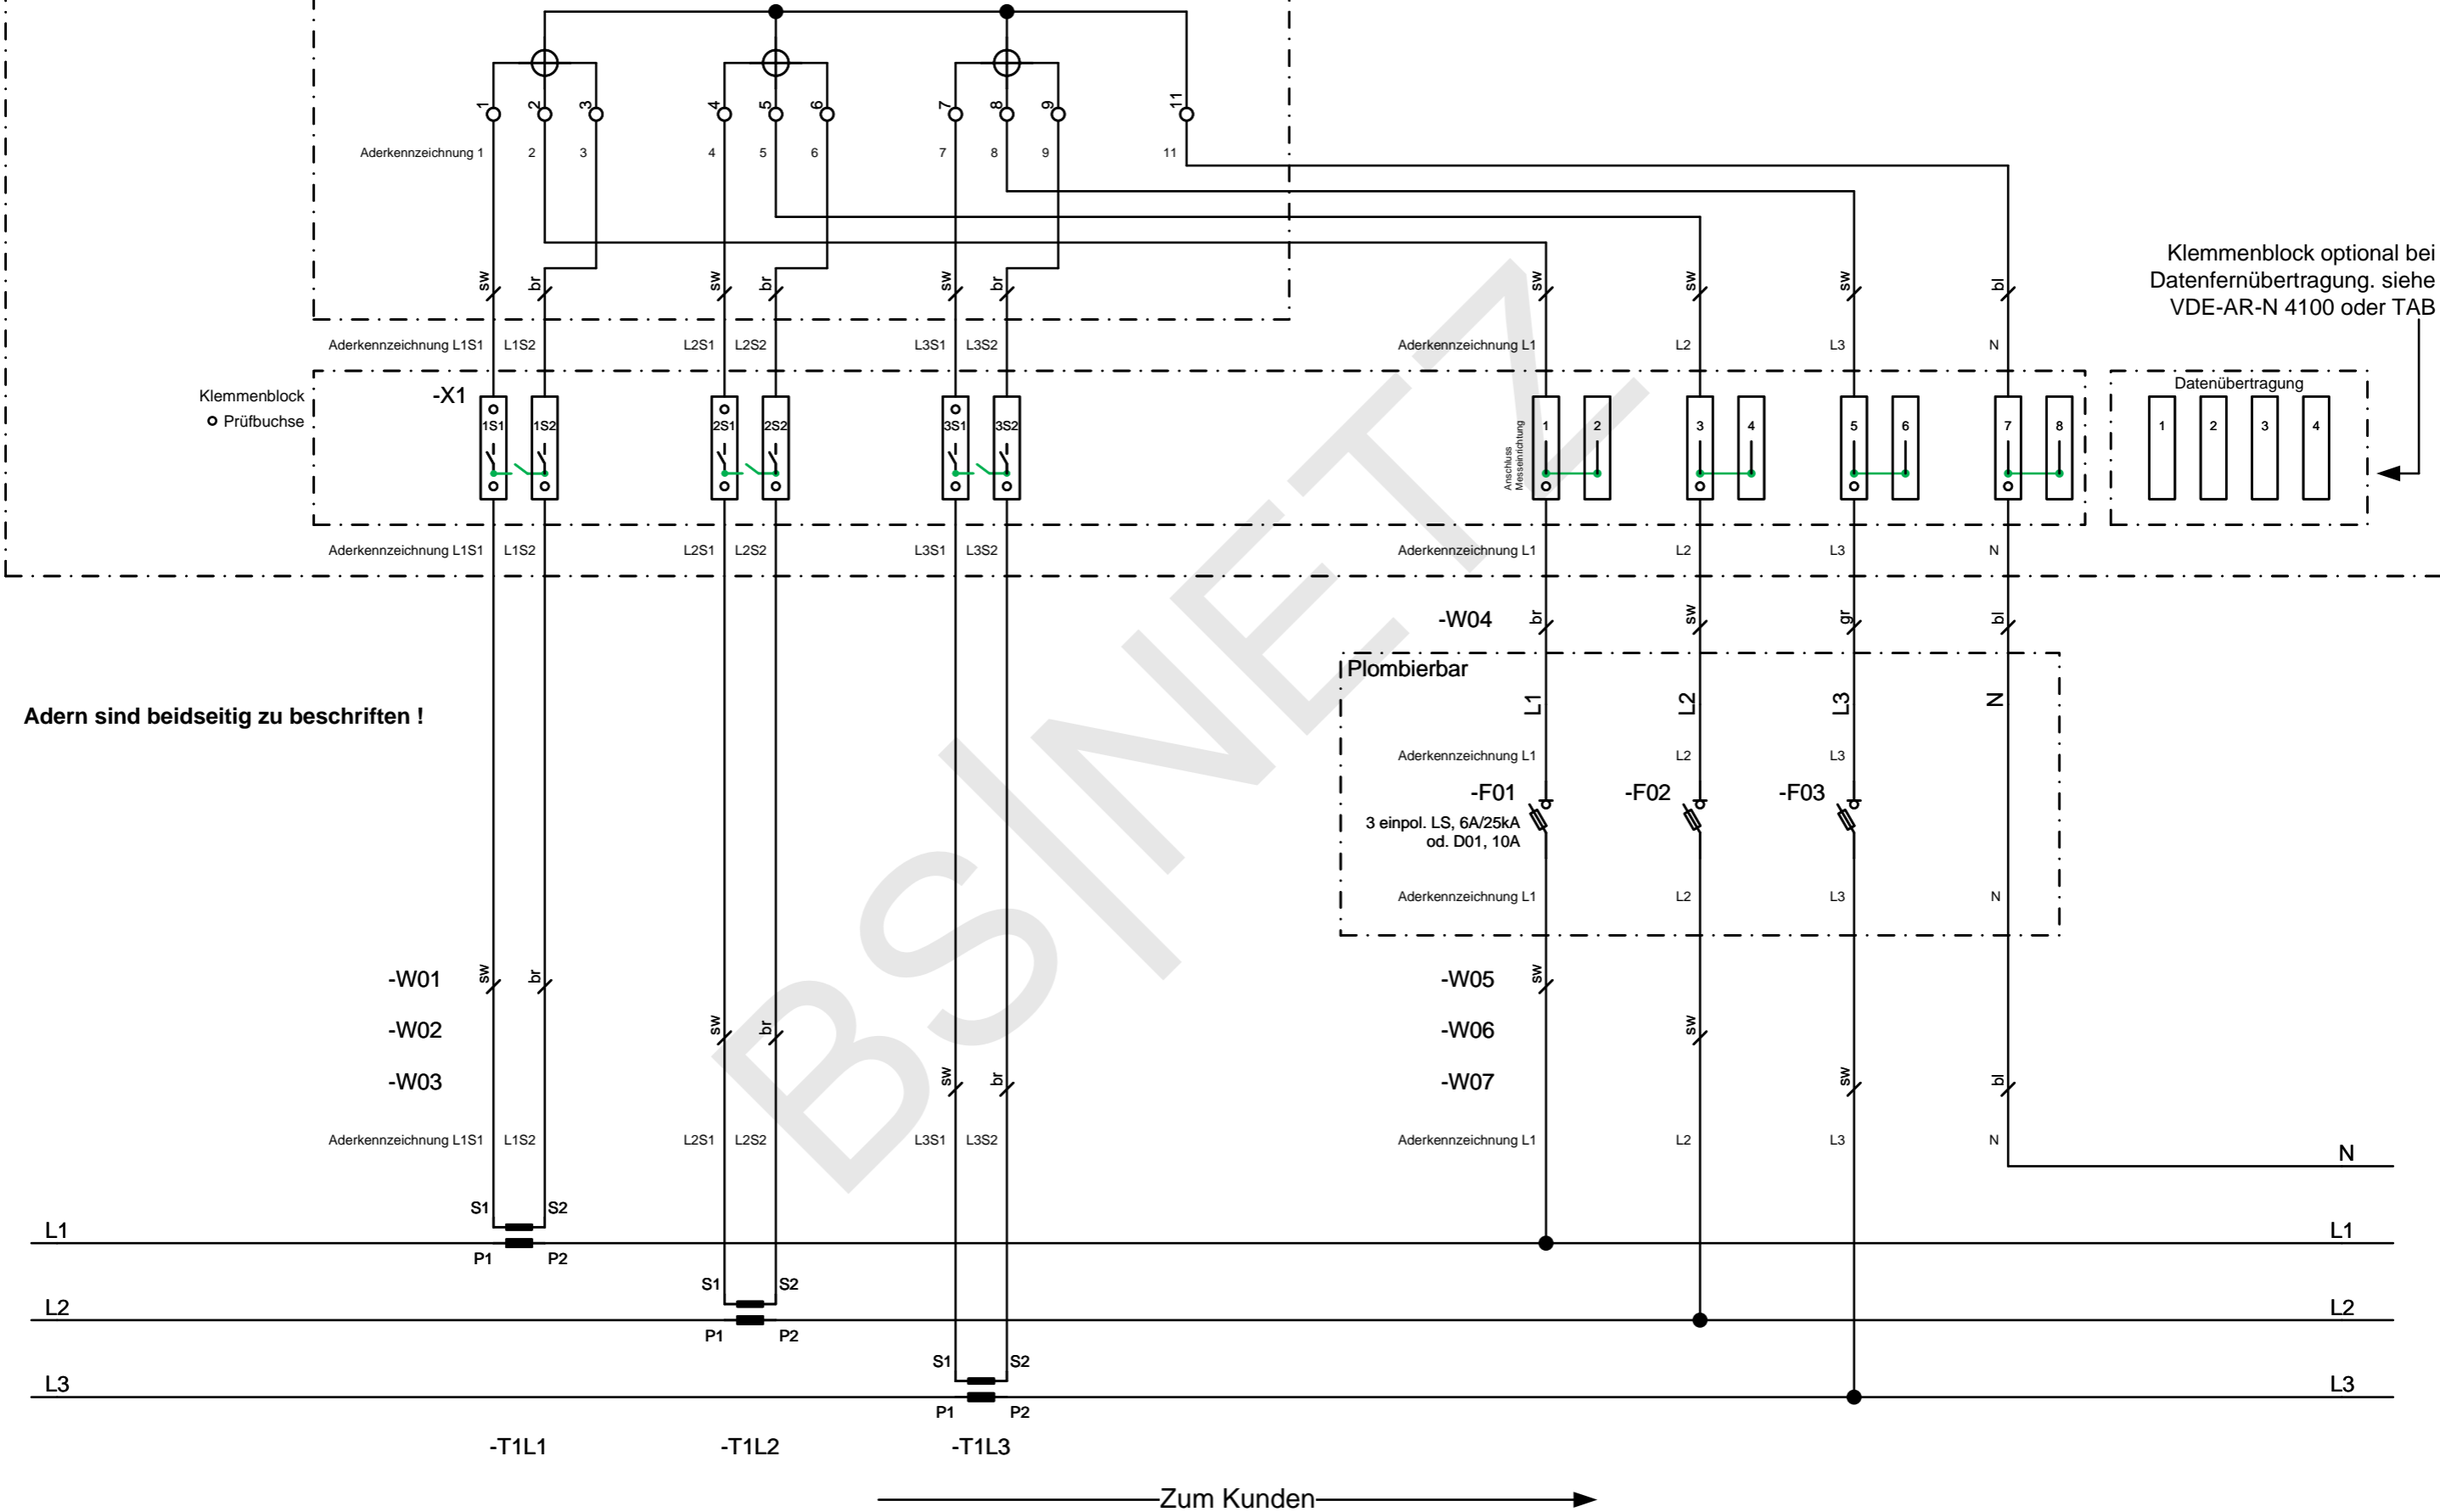 1 2 3 4 5 6 7 8 9 11
Aderkennzeichnung 1 2 3 4 5 6 7 8 9 11
sw br sw br sw br sw sw sw bl
Klemmenblock optional bei
Datenfernübertragung. siehe
VDE-AR-N 4100 oder TAB
Aderkennzeichnung L1S1 L1S2 L2S1 L2S2 L3S1 L3S2 Aderkennzeichnung L1 L2 L3 N
Klemmenblock
Prüfbuchse
-X1
1S1 1S2 2S1 2S2 3S1 3S2
Anschluss
Messeinrichtung
1 2 3 4 5 6 7 8
Datenübertragung
1 2 3 4
Aderkennzeichnung L1S1 L1S2 L2S1 L2S2 L3S1 L3S2 Aderkennzeichnung L1 L2 L3 N
-W04 br sw gr bl
Plombierbar
L1 L2 L3 N
Adern sind beidseitig zu beschriften !
Aderkennzeichnung L1 L2 L3
-F01 -F02 -F03
3 einpol. LS, 6A/25kA
od. D01, 10A
Aderkennzeichnung L1 L2 L3 N
-W01 sw br -W05 sw
-W02 sw br -W06 sw
-W03 sw br -W07 sw bl
Aderkennzeichnung L1S1 L1S2 L2S1 L2S2 L3S1 L3S2 Aderkennzeichnung L1 L2 L3 N
N
S1 S2
L1 L1
P1 P2
S1 S2
L2 L2
P1 P2
S1 S2
L3 L3
P1 P2
-T1L1 -T1L2 -T1L3
Zum Kunden
BS|NETZ